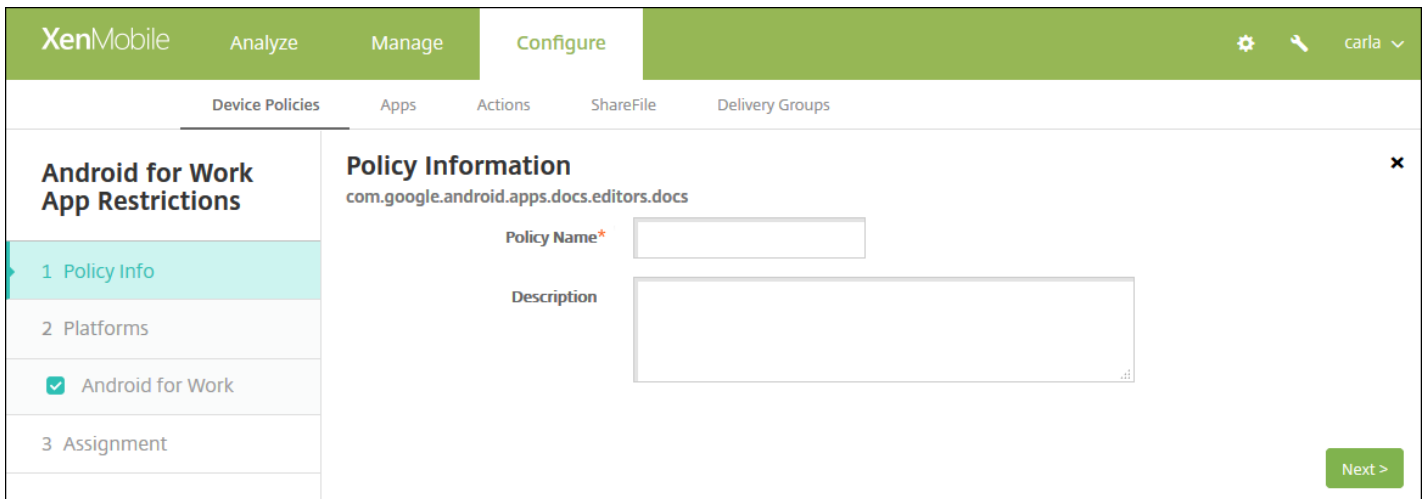 XenMobile Analyze Manage Configure carla
Device Policies Apps Actions ShareFile Delivery Groups
Android for Work
App Restrictions
1 Policy Info
2 Platforms
Android for Work
3 Assignment
Policy Information
com.google.android.apps.docs.editors.docs
Policy Name*
Description
Next >